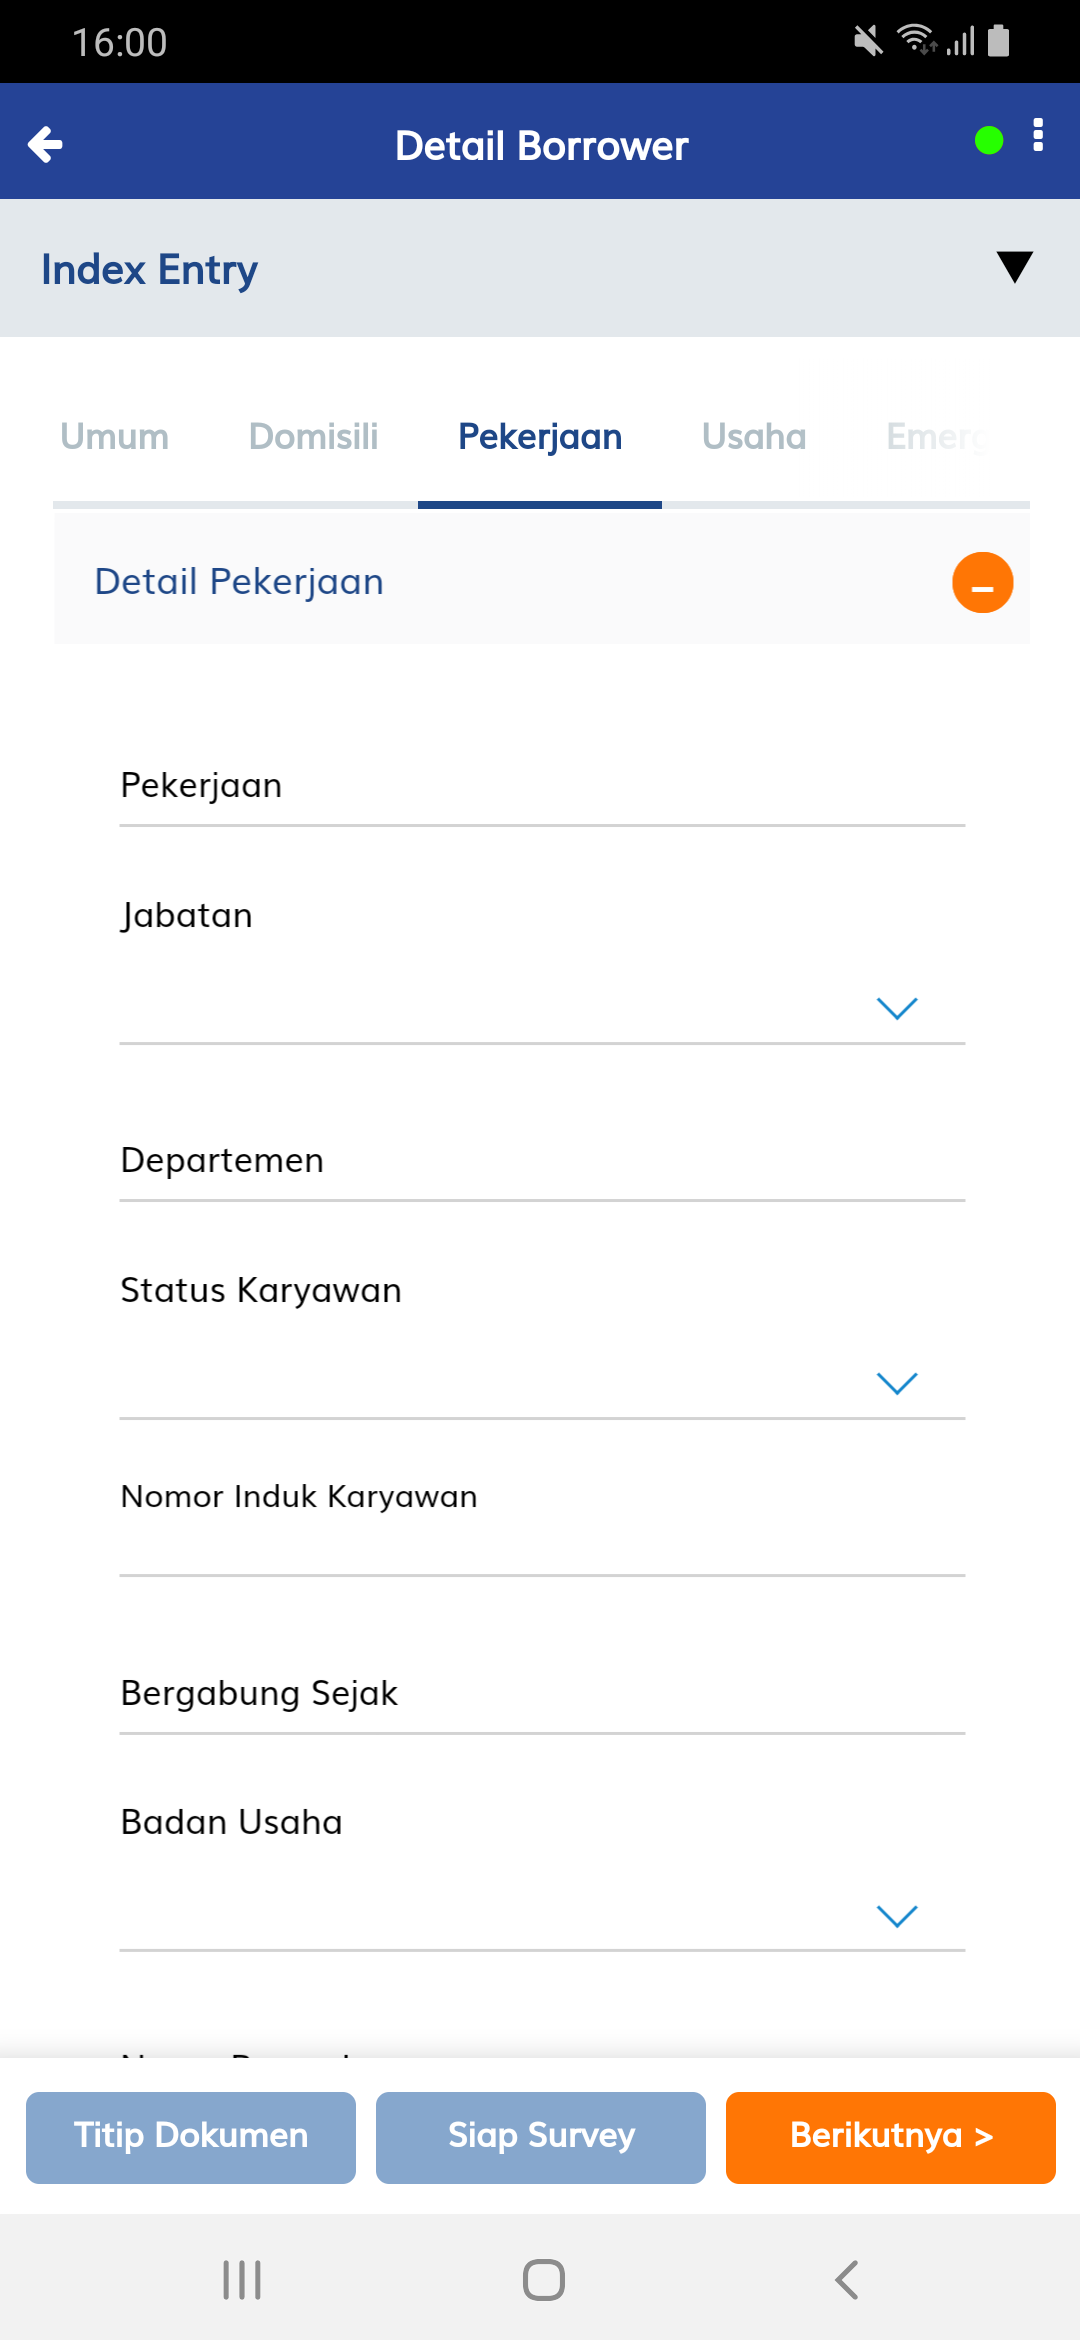 16:00
Detail Borrower
Index Entry
Umum Domisili Pekerjaan Usaha Emerg
Detail Pekerjaan
Pekerjaan
Jabatan
Departemen
Status Karyawan
Nomor Induk Karyawan
Bergabung Sejak
Badan Usaha
Titip Dokumen Siap Survey Berikutnya >